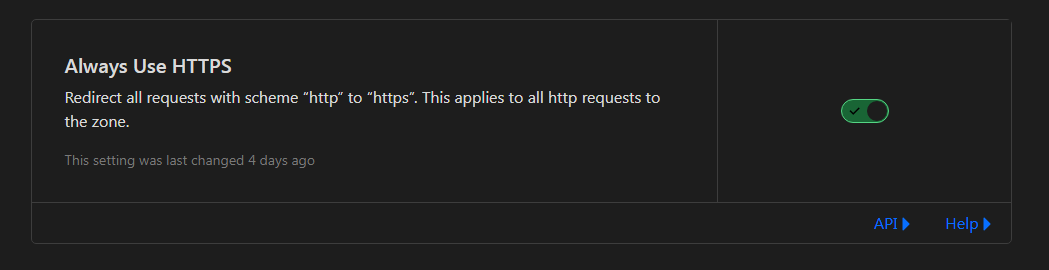 Always Use HTTPS
Redirect all requests with scheme “http” to “https”. This applies to all http requests to
the zone.
This setting was last changed 4 days ago
API
Help